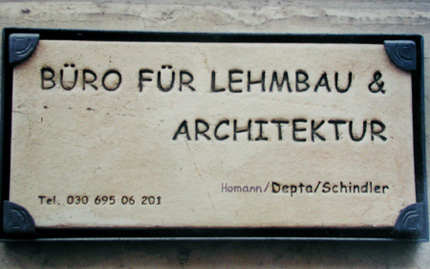 BÜRO FÜR LEHMBAU &
ARCHITEKTUR
Homann/Depta/Schindler
Tel. 030 695 06 201